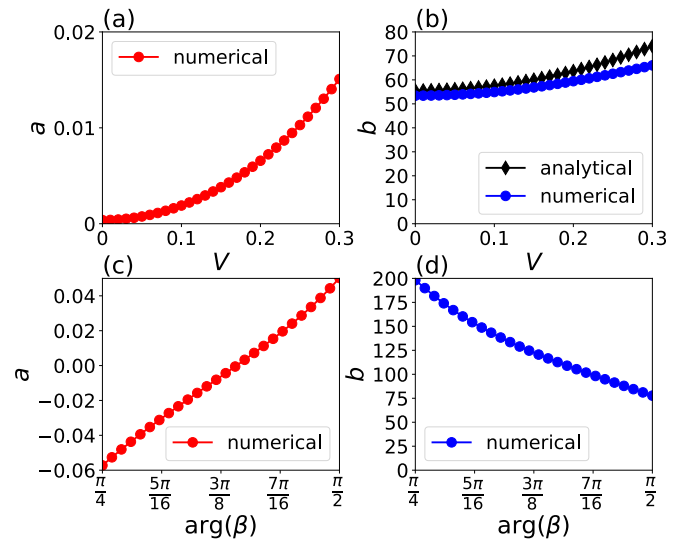 (a)
0.02
0.01
0
a
numerical
0
0.1
0.2
0.3
V
(b)
80
70
60
50
40
30
20
10
0
b
analytical
numerical
0
0.1
0.2
0.3
V
(c)
0.04
0.02
0.00
−0.02
−0.04
−0.06
a
numerical
π/4
5π/16
3π/8
7π/16
π/2
arg(β)
(d)
200
175
150
125
100
75
50
25
0
b
numerical
π/4
5π/16
3π/8
7π/16
π/2
arg(β)